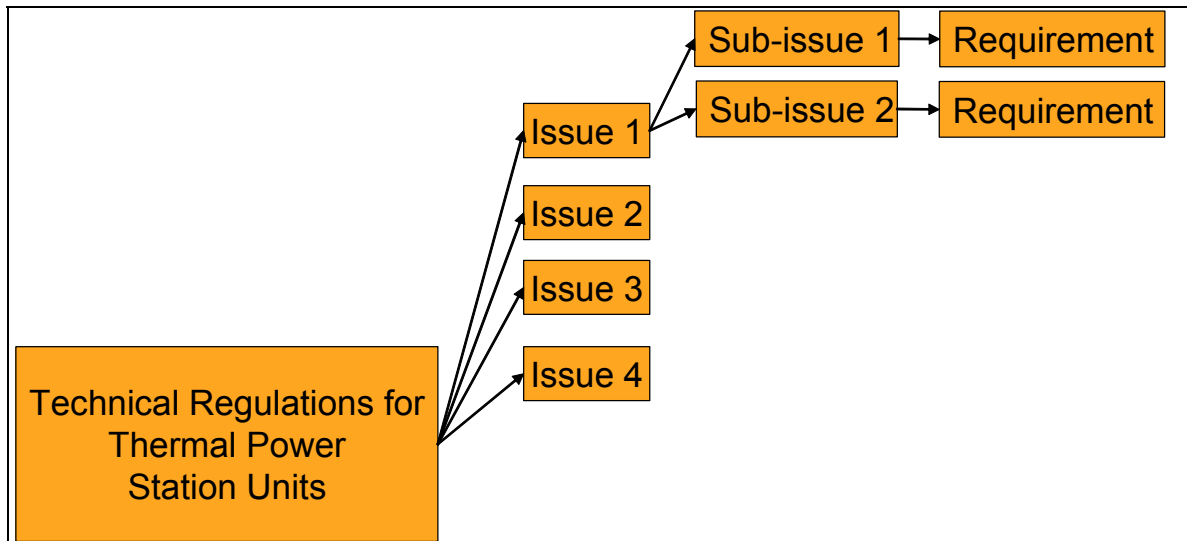 Sub-issue 1
Requirement
Sub-issue 2
Requirement
Issue 1
Issue 2
Issue 3
Issue 4
Technical Regulations for
Thermal Power
Station Units